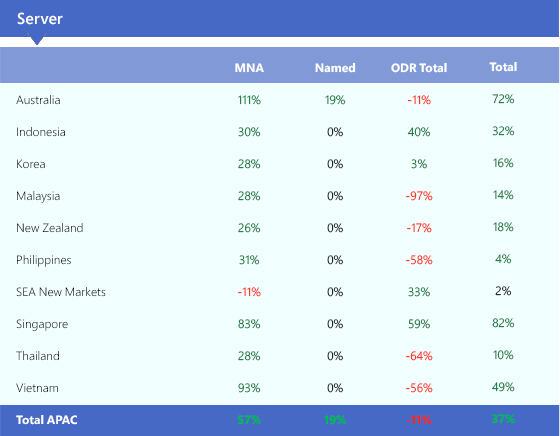 Server
MNA Named ODR Total Total
Australia 111% 19% -11% 72%
Indonesia 30% 0% 40% 32%
Korea 28% 0% 3% 16%
Malaysia 28% 0% -97% 14%
New Zealand 26% 0% -17% 18%
Philippines 31% 0% -58% 4%
SEA New Markets -11% 0% 33% 2%
Singapore 83% 0% 59% 82%
Thailand 28% 0% -64% 10%
Vietnam 93% 0% -56% 49%
Total APAC 57% 19% -11% 37%